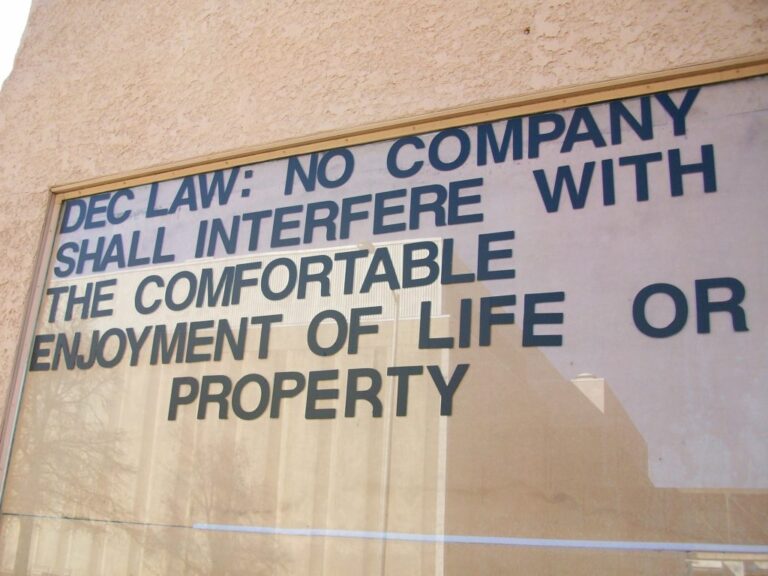 DEC LAW: NO COMPANY
SHALL INTERFERE WITH
THE COMFORTABLE
ENJOYMENT OF LIFE OR
PROPERTY